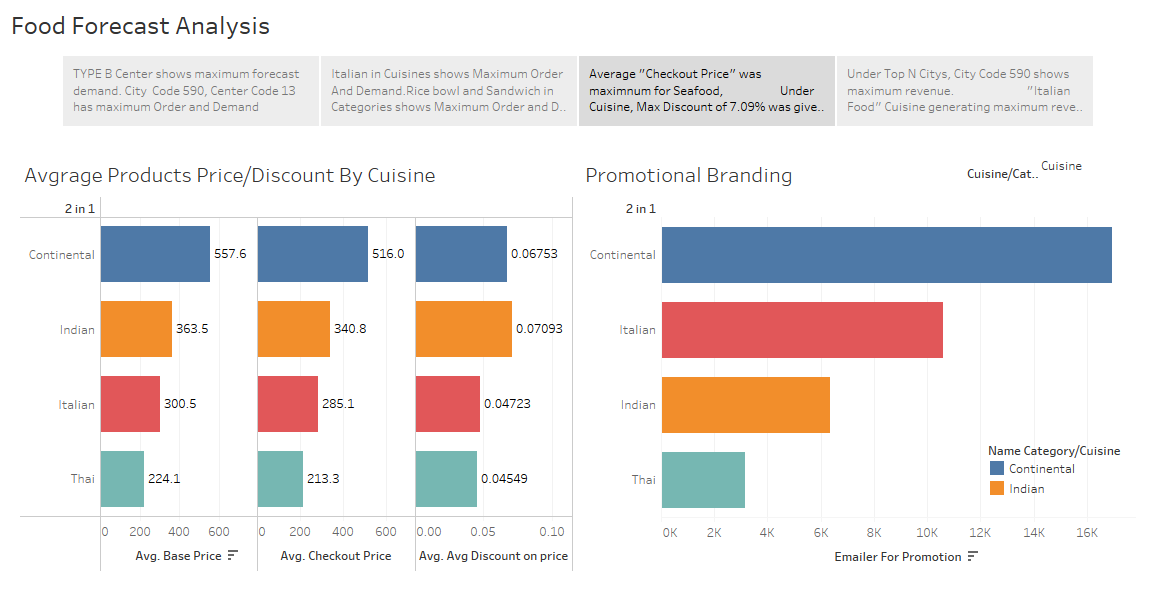 Food Forecast Analysis
TYPE B Center shows maximum forecast
demand. City Code 590, Center Code 13
has maximum Order and Demand
Italian in Cuisines shows Maximum Order
And Demand.Rice bowl and Sandwich in
Categories shows Maximum Order and D..
Average "Checkout Price" was
maximnum for Seafood, Under
Cuisine, Max Discount of 7.09% was give..
Under Top N Citys, City Code 590 shows
maximum revenue. "Italian
Food" Cuisine generating maximum reve..
Avgrage Products Price/Discount By Cuisine
2 in 1
Continental 557.6 516.0 0.06753
Indian 363.5 340.8 0.07093
Italian 300.5 285.1 0.04723
Thai 224.1 213.3 0.04549
0 200 400 600 0 200 400 600 0.00 0.05 0.10
Avg. Base Price Avg. Checkout Price Avg. Avg Discount on price
Promotional Branding
Cuisine/Cat.. Cuisine
2 in 1
Continental
Italian
Indian
Thai
0K 2K 4K 6K 8K 10K 12K 14K 16K
Emailer For Promotion
Name Category/Cuisine
Continental
Indian